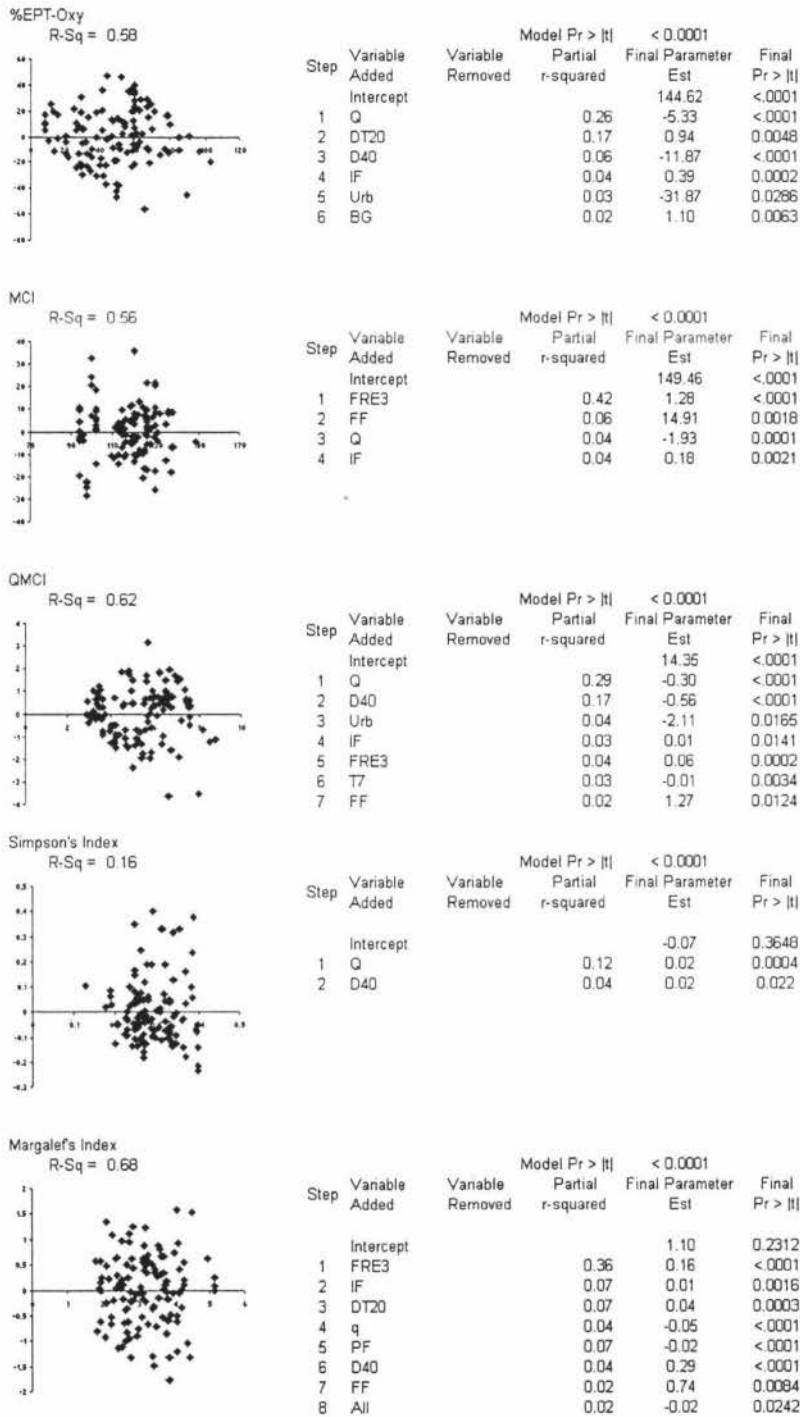 %EPT-Oxy
R-Sq = 0.58
Model Pr > |t| < 0.0001
Step Variable Added Variable Removed Partial r-squared Final Parameter Est Final Pr > |t|
Intercept 144.62 <.0001
1 Q 0.26 -5.33 <.0001
2 DT20 0.17 0.94 0.0048
3 D40 0.06 -11.87 <.0001
4 IF 0.04 0.39 0.0002
5 Urb 0.03 -31.87 0.0286
6 BG 0.02 1.10 0.0063
MCI
R-Sq = 0.56
Model Pr > |t| < 0.0001
Step Variable Added Variable Removed Partial r-squared Final Parameter Est Final Pr > |t|
Intercept 149.46 <.0001
1 FRE3 0.42 1.28 <.0001
2 FF 0.06 14.91 0.0018
3 Q 0.04 -1.93 0.0001
4 IF 0.04 0.18 0.0021
QMCI
R-Sq = 0.62
Model Pr > |t| < 0.0001
Step Variable Added Variable Removed Partial r-squared Final Parameter Est Final Pr > |t|
Intercept 14.35 <.0001
1 Q 0.29 -0.30 <.0001
2 D40 0.17 -0.56 <.0001
3 Urb 0.04 -2.11 0.0165
4 IF 0.03 0.01 0.0141
5 FRE3 0.04 0.06 0.0002
6 T7 0.03 -0.01 0.0034
7 FF 0.02 1.27 0.0124
Simpson's Index
R-Sq = 0.16
Model Pr > |t| < 0.0001
Step Variable Added Variable Removed Partial r-squared Final Parameter Est Final Pr > |t|
Intercept -0.07 0.3648
1 Q 0.12 0.02 0.0004
2 D40 0.04 0.02 0.022
Margalef's Index
R-Sq = 0.68
Model Pr > |t| < 0.0001
Step Variable Added Variable Removed Partial r-squared Final Parameter Est Final Pr > |t|
Intercept 1.10 0.2312
1 FRE3 0.36 0.16 <.0001
2 IF 0.07 0.01 0.0016
3 DT20 0.07 0.04 0.0003
4 q 0.04 -0.05 <.0001
5 PF 0.07 -0.02 <.0001
6 D40 0.04 0.29 <.0001
7 FF 0.02 0.74 0.0084
8 All 0.02 -0.02 0.0242